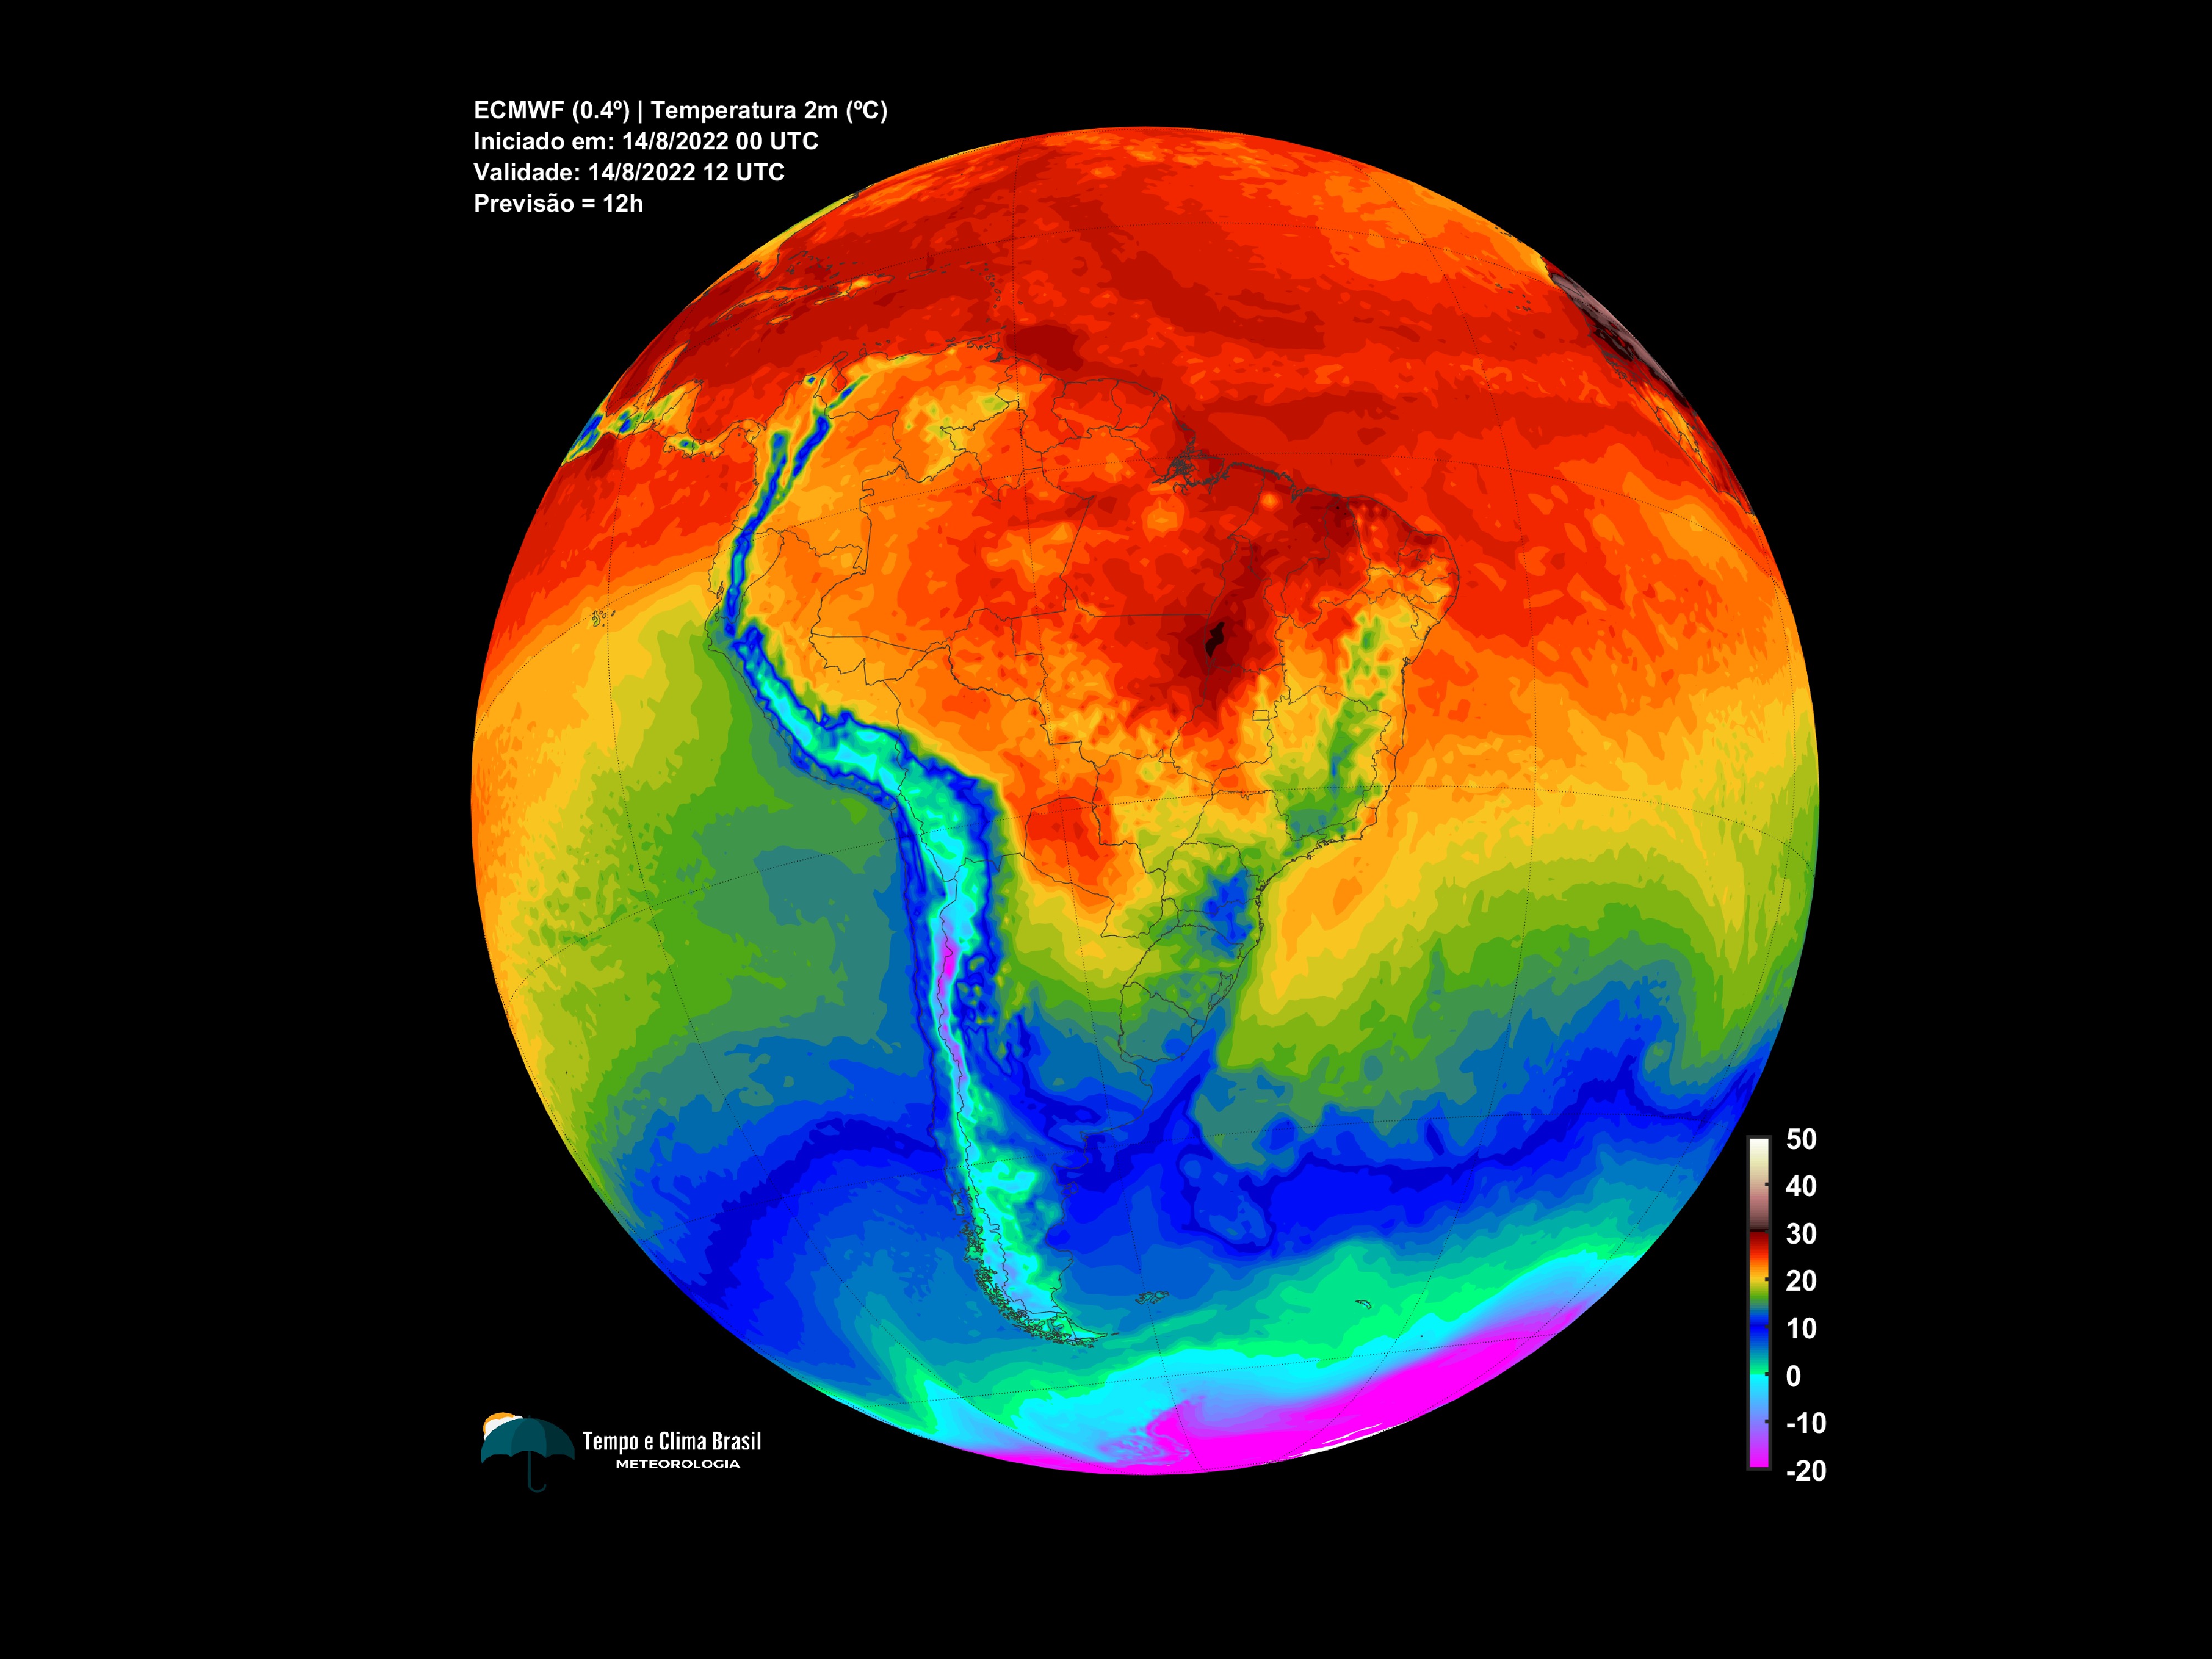 ECMWF (0.4º) | Temperatura 2m (ºC)
Iniciado em: 14/8/2022 00 UTC
Validade: 14/8/2022 12 UTC
Previsão = 12h
50
40
30
20
10
0
-10
-20
Tempo e Clima Brasil
METEOROLOGIA